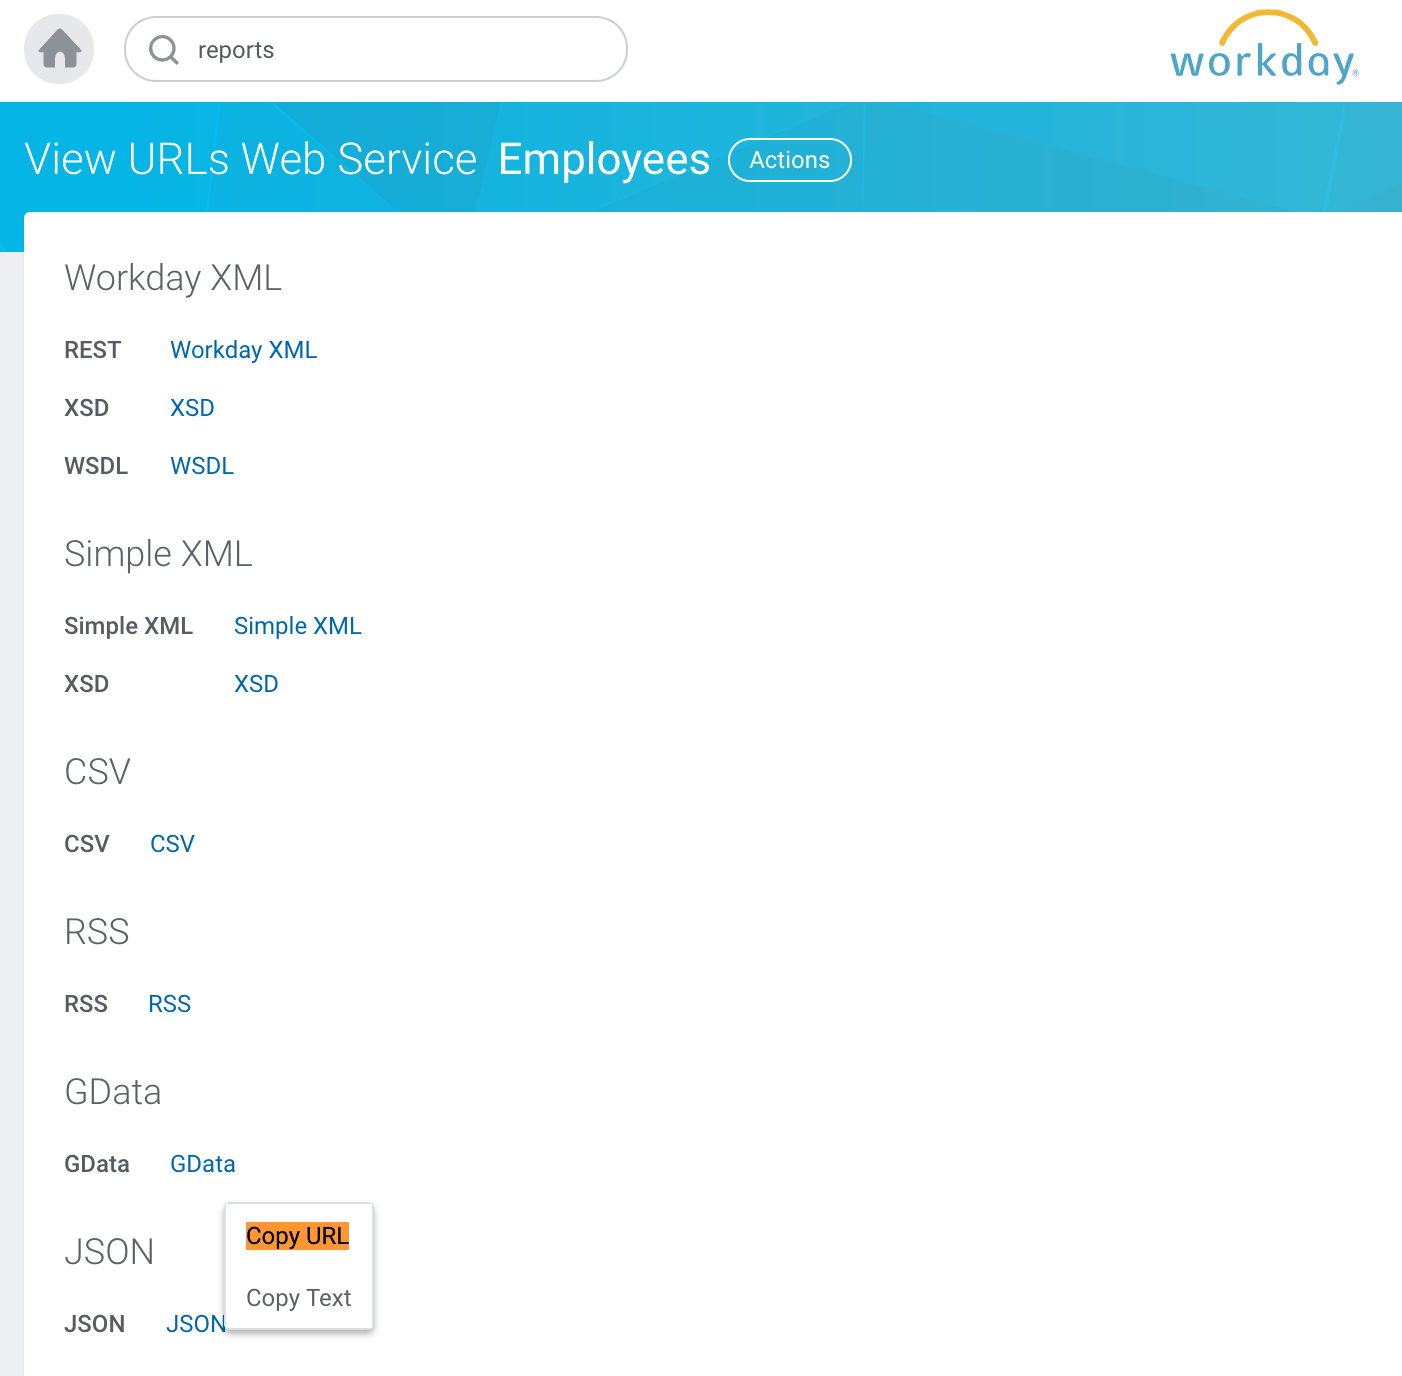 reports
workday®
View URLs Web Service Employees Actions
Workday XML
REST Workday XML
XSD XSD
WSDL WSDL
Simple XML
Simple XML Simple XML
XSD XSD
CSV
CSV CSV
RSS
RSS RSS
GData
GData GData
Copy URL
JSON
Copy Text
JSON JSON